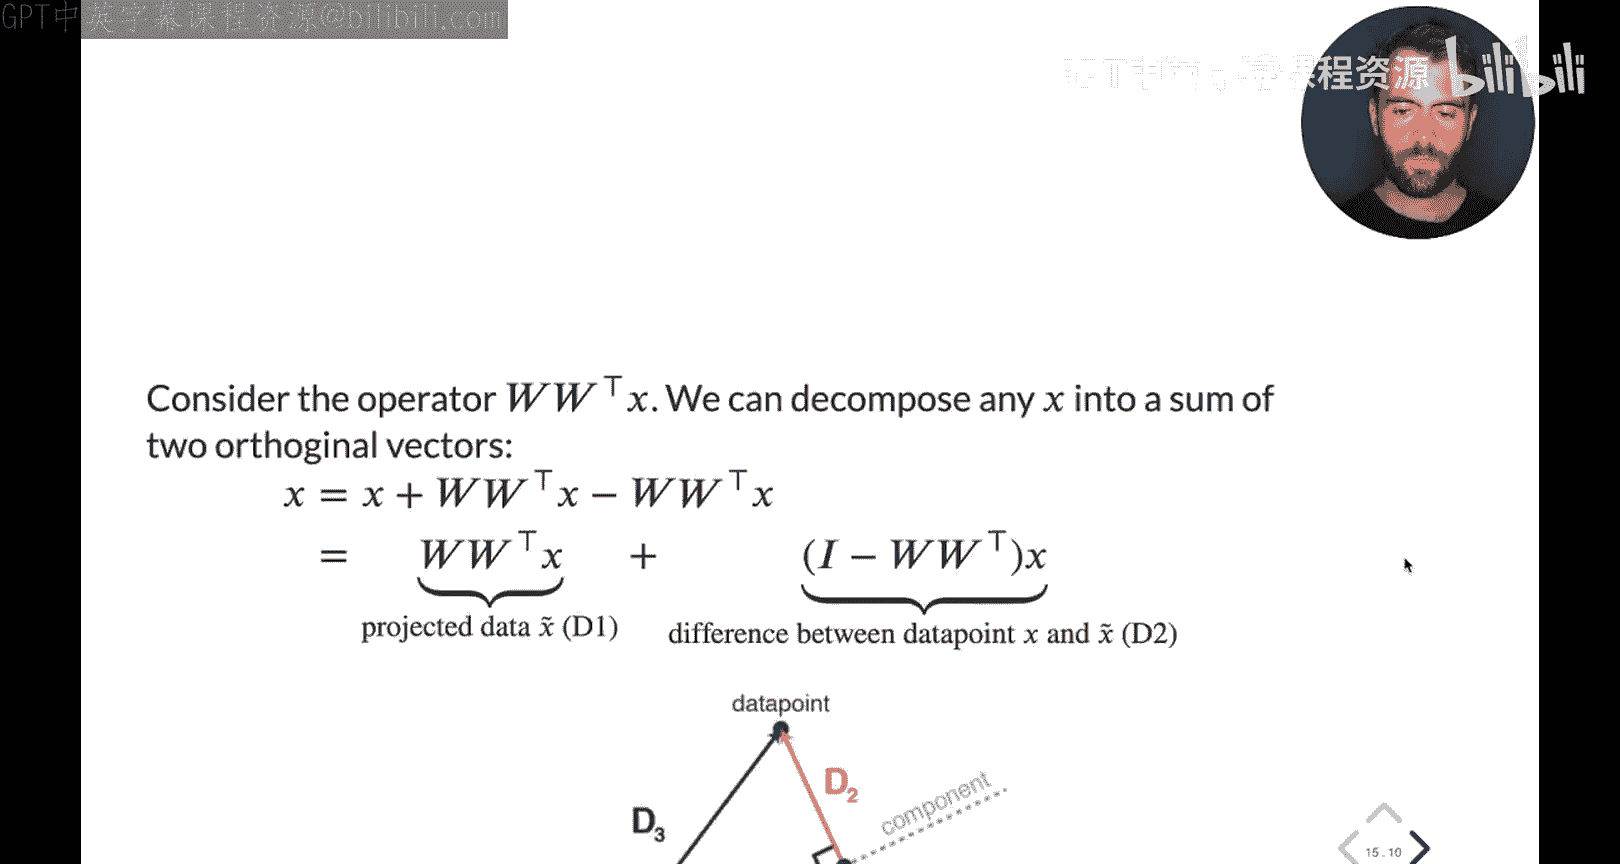 GPT中英字幕课程资源@bilibili.com
程资源 bilibili
Consider the operator WW⊤x. We can decompose any x into a sum of
two orthoginal vectors:
x = x + WW⊤x − WW⊤x
= WW⊤x + (I − WW⊤)x
projected data x̃ (D1) difference between datapoint x and x̃ (D2)
datapoint
D₂
component
D₃
15.10